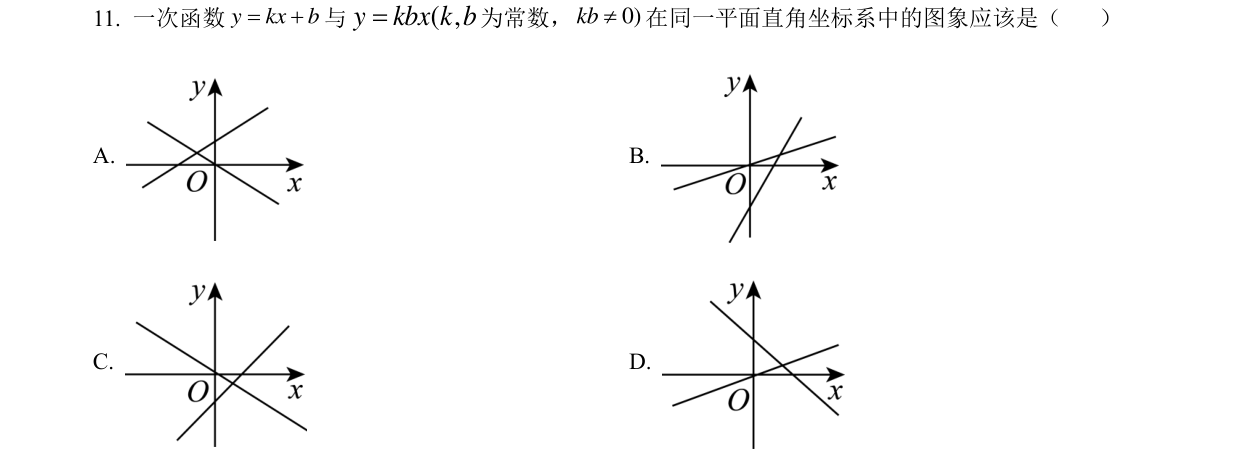 11. 一次函数 y = kx + b 与 y = kbx(k,b 为常数，kb ≠ 0) 在同一平面直角坐标系中的图象应该是（　　）
A. y O x
B. y O x
C. y O x
D. y O x